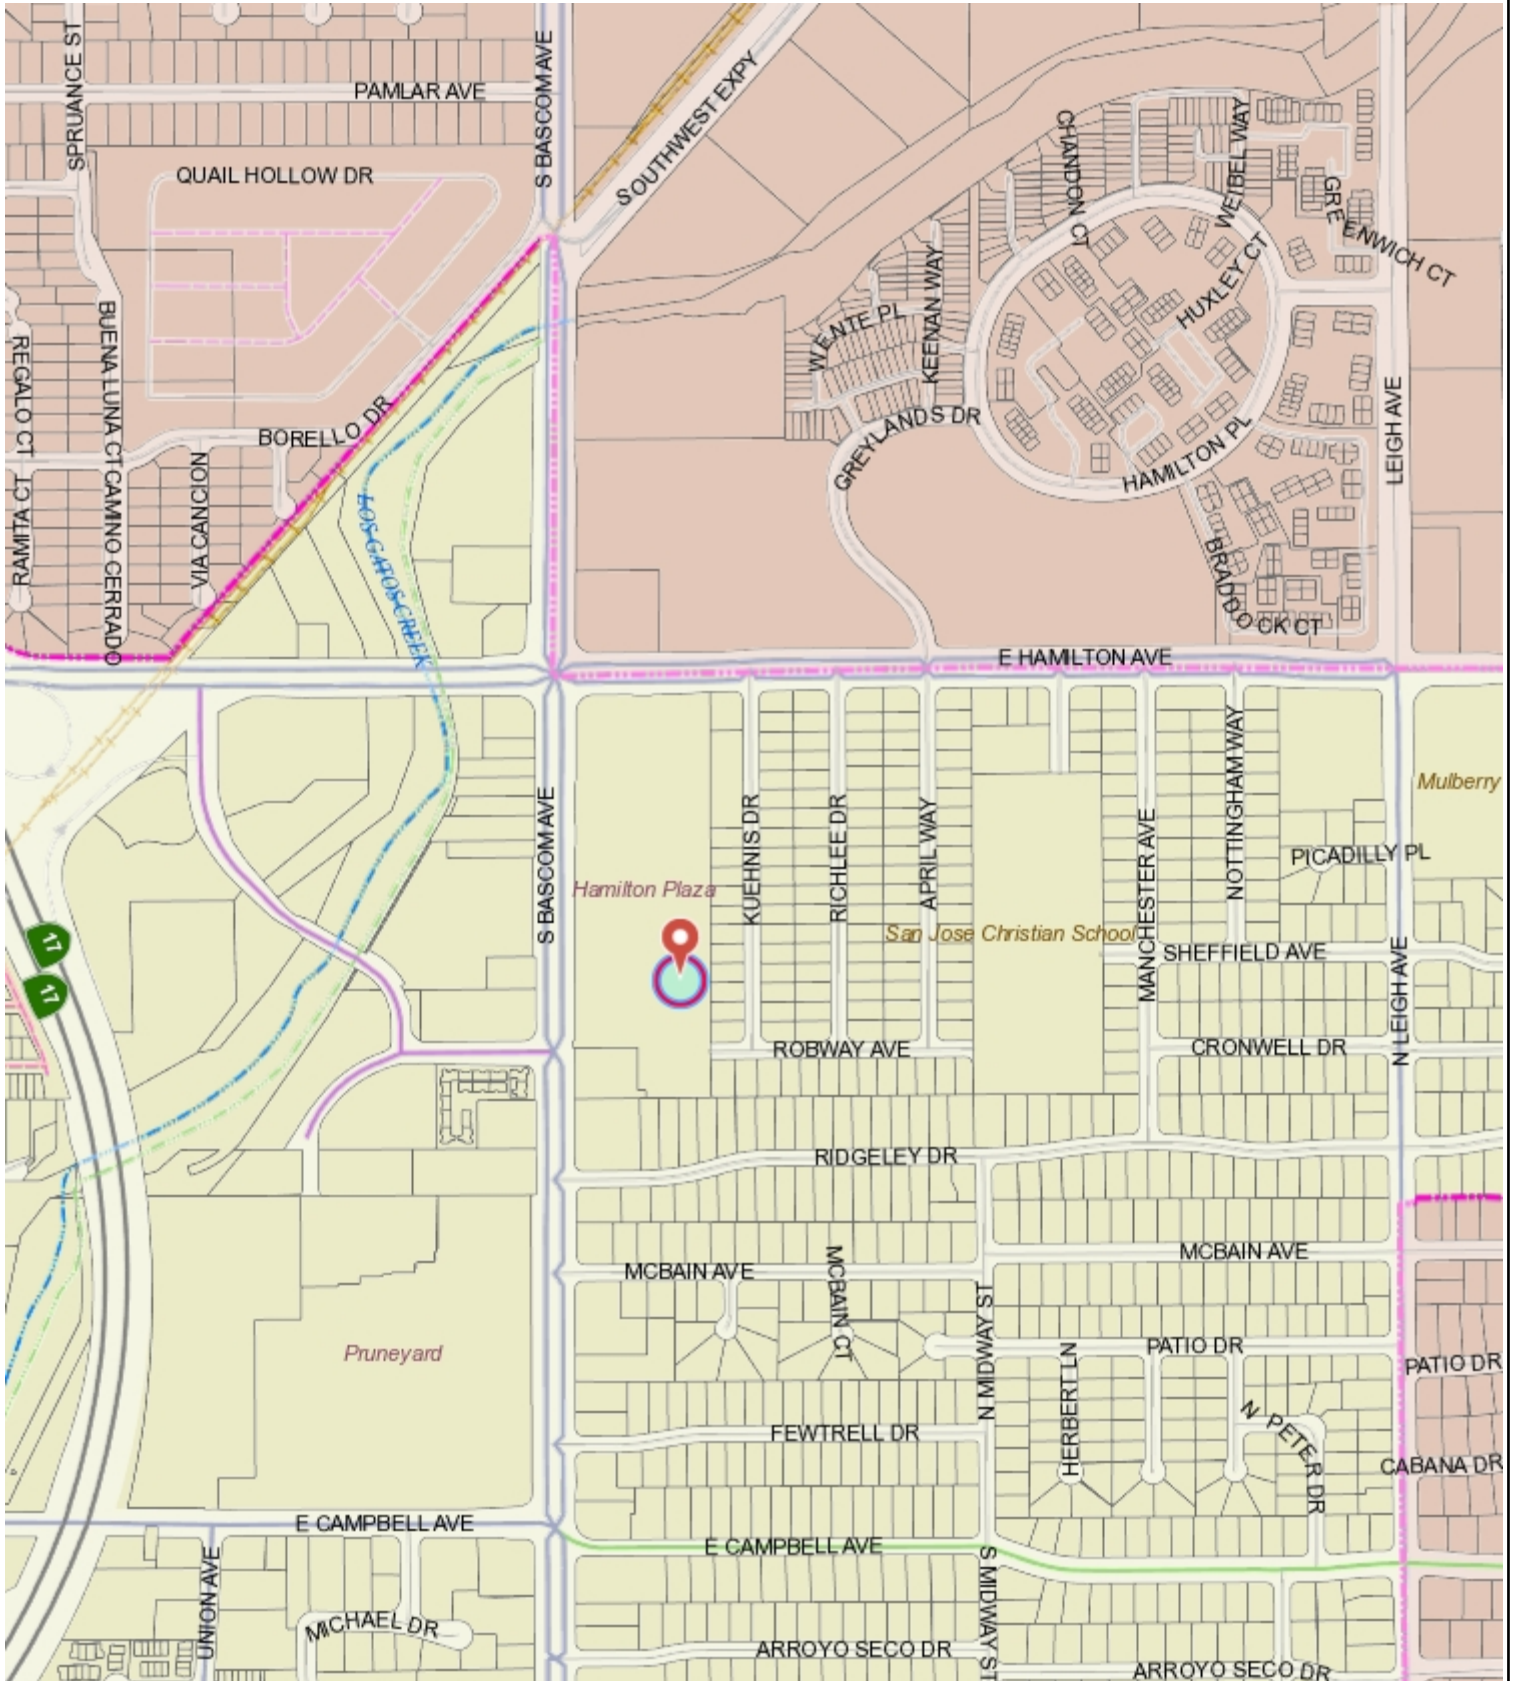 SPRUANCE ST
PAMLAR AVE
S BASCOM AVE
SOUTHWEST EXPY
QUAIL HOLLOW DR
CHANDON CT
WEIBEL WAY
GREENWICH CT
HUXLEY CT
WENTE PL
KEENAN WAY
REGALO CT
BUENA LUNA CT
BORELLO DR
GREYLANDS DR
HAMILTON PL
LEIGH AVE
RAMITA CT
CAMINO CERRADO
VIA CANCION
LOS GATOS CREEK
BRADDOCK CT
E HAMILTON AVE
S BASCOM AVE
KUEHNIS DR
RICHLEE DR
APRIL WAY
MANCHESTER AVE
NOTTINGHAM WAY
Mulberry
PICADILLY PL
Hamilton Plaza
San Jose Christian School
SHEFFIELD AVE
17
17
N LEIGH AVE
ROBWAY AVE
CRONWELL DR
RIDGELEY DR
MCBAIN AVE
MCBAIN AVE
MCBAIN CT
N MIDWAY ST
Pruneyard
HERBERT LN
PATIO DR
PATIO DR
N PETER DR
FEWTRELL DR
CABANA DR
E CAMPBELL AVE
E CAMPBELL AVE
UNION AVE
S MIDWAY ST
MICHAEL DR
ARROYO SECO DR
ARROYO SECO DR